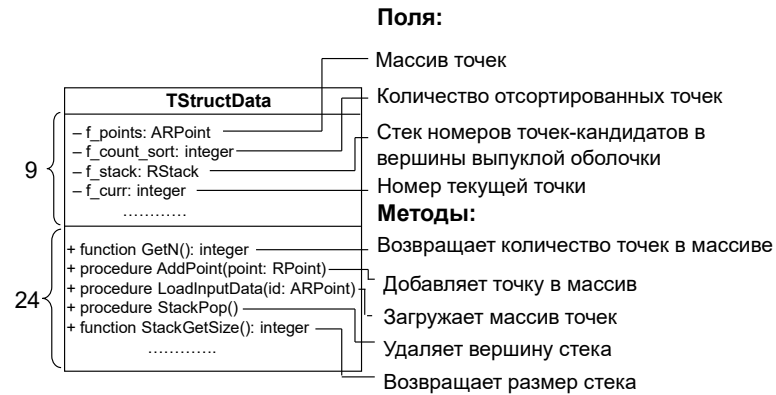 Поля:
Массив точек
TStructData
Количество отсортированных точек
– f_points: ARPoint
– f_count_sort: integer
Стек номеров точек-кандидатов в
вершины выпуклой оболочки
– f_stack: RStack
9
– f_curr: integer
Номер текущей точки
…………
Методы:
+ function GetN(): integer
Возвращает количество точек в массиве
+ procedure AddPoint(point: RPoint)
Добавляет точку в массив
+ procedure LoadInputData(id: ARPoint)
Загружает массив точек
24
+ procedure StackPop()
Удаляет вершину стека
+ function StackGetSize(): integer
………….
Возвращает размер стека